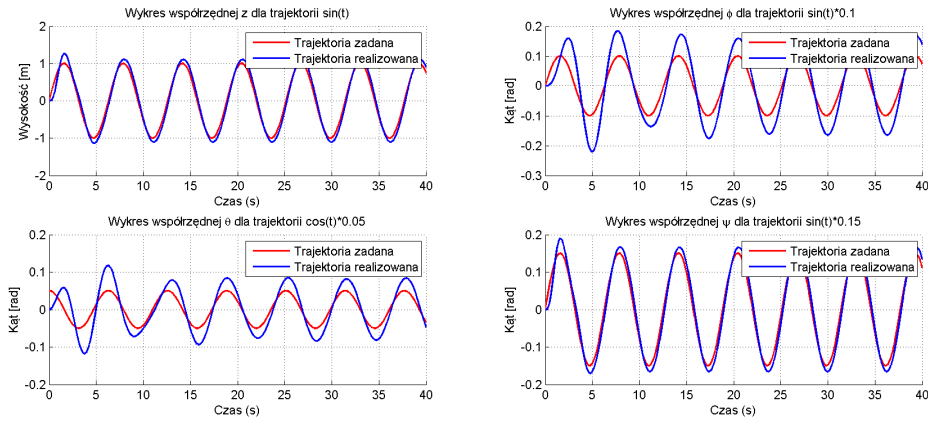 Wykres współrzędnej z dla trajektorii sin(t)
Wysokość [m]
2
1
0
-1
-2
0 5 10 15 20 25 30 35 40
Czas (s)
Trajektoria zadana
Trajektoria realizowana
Wykres współrzędnej ϕ dla trajektorii sin(t)*0.1
Kąt [rad]
0.2
0.1
0
-0.1
-0.2
-0.3
0 5 10 15 20 25 30 35 40
Czas (s)
Trajektoria zadana
Trajektoria realizowana
Wykres współrzędnej θ dla trajektorii cos(t)*0.05
Kąt [rad]
0.2
0.1
0
-0.1
-0.2
0 5 10 15 20 25 30 35 40
Czas (s)
Trajektoria zadana
Trajektoria realizowana
Wykres współrzędnej ψ dla trajektorii sin(t)*0.15
Kąt [rad]
0.2
0.1
0
-0.1
-0.2
0 5 10 15 20 25 30 35 40
Czas (s)
Trajektoria zadana
Trajektoria realizowana